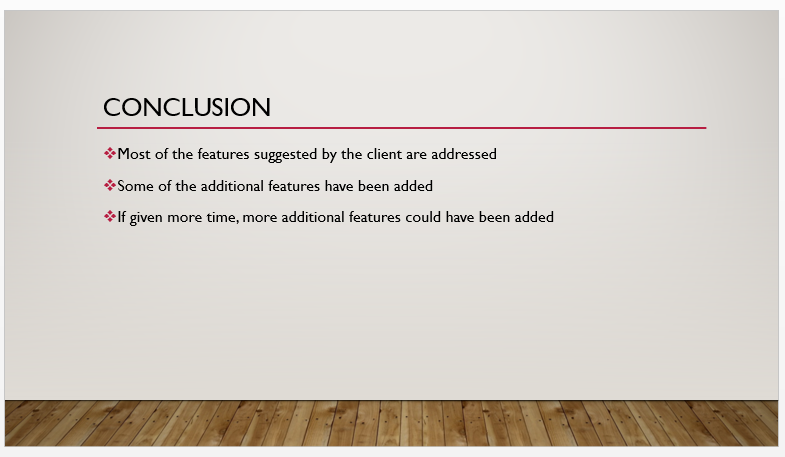 CONCLUSION
❖Most of the features suggested by the client are addressed
❖Some of the additional features have been added
❖If given more time, more additional features could have been added